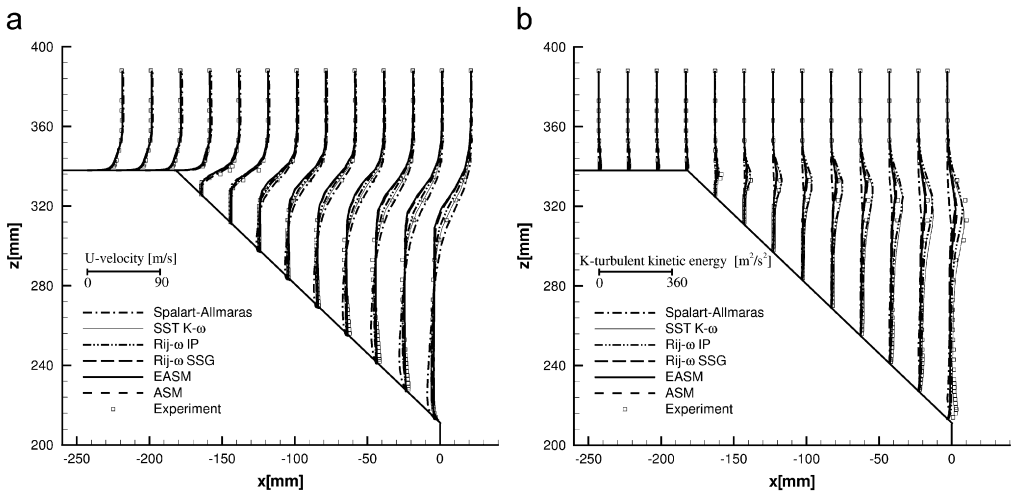 a
400
360
320
280
240
200
z[mm]
U-velocity [m/s]
0 90
Spalart-Allmaras
SST K-ω
Rij-ω IP
Rij-ω SSG
EASM
ASM
Experiment
-250 -200 -150 -100 -50 0
x[mm]
b
400
360
320
280
240
200
z[mm]
K-turbulent kinetic energy [m²/s²]
0 360
Spalart-Allmaras
SST K-ω
Rij-ω IP
Rij-ω SSG
EASM
ASM
Experiment
-250 -200 -150 -100 -50 0
x[mm]